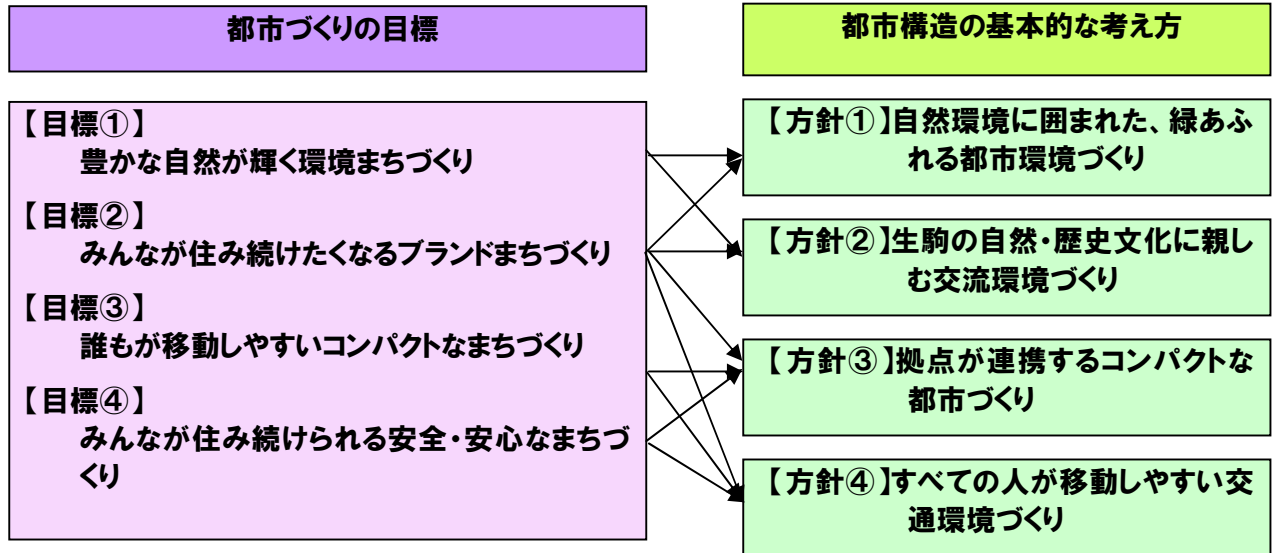 都市づくりの目標
【目標①】
豊かな自然が輝く環境まちづくり
【目標②】
みんなが住み続けたくなるブランドまちづくり
【目標③】
誰もが移動しやすいコンパクトなまちづくり
【目標④】
みんなが住み続けられる安全・安心なまちづ
くり
都市構造の基本的な考え方
【方針①】自然環境に囲まれた、緑あふ
れる都市環境づくり
【方針②】生駒の自然・歴史文化に親し
む交流環境づくり
【方針③】拠点が連携するコンパクトな
都市づくり
【方針④】すべての人が移動しやすい交
通環境づくり